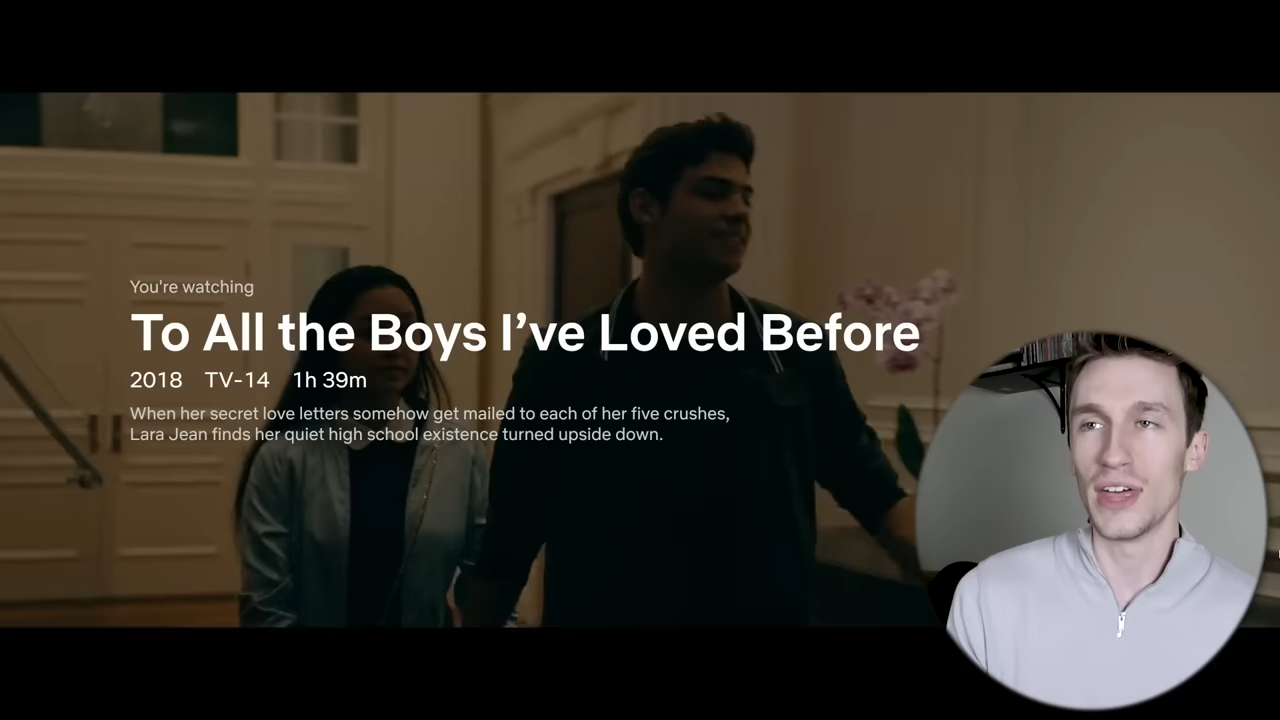 You're watching
To All the Boys I’ve Loved Before
2018 TV-14 1h 39m
When her secret love letters somehow get mailed to each of her five crushes,
Lara Jean finds her quiet high school existence turned upside down.